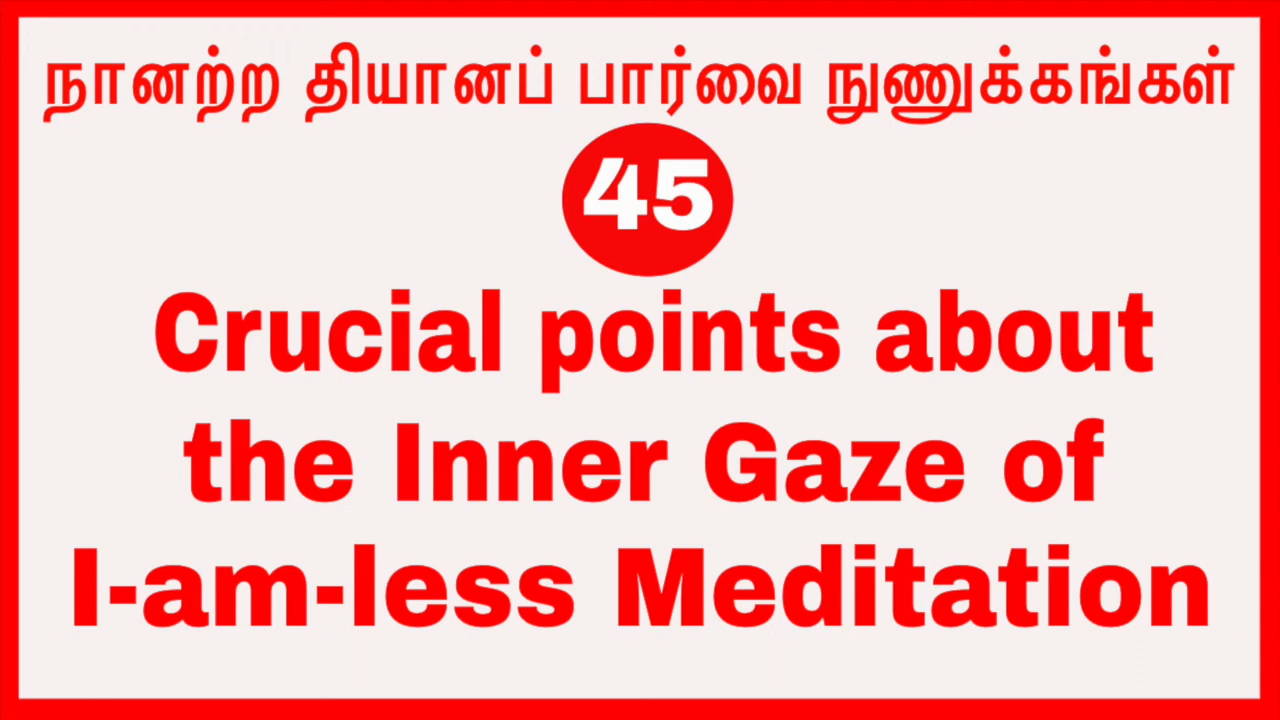 நானற்ற தியானப் பார்வை நுணுக்கங்கள்
45
Crucial points about
the Inner Gaze of
I-am-less Meditation